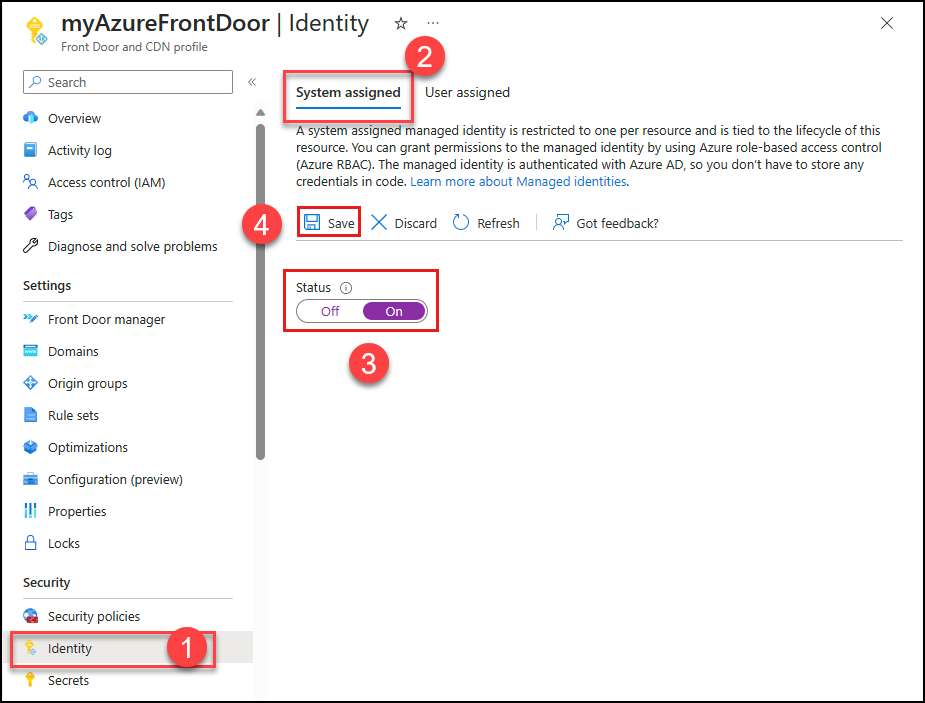 myAzureFrontDoor | Identity
Front Door and CDN profile
Search
Overview
Activity log
Access control (IAM)
Tags
Diagnose and solve problems
Settings
Front Door manager
Domains
Origin groups
Rule sets
Optimizations
Configuration (preview)
Properties
Locks
Security
Security policies
Identity
1
Secrets
2
System assigned User assigned
A system assigned managed identity is restricted to one per resource and is tied to the lifecycle of this
resource. You can grant permissions to the managed identity by using Azure role-based access control
(Azure RBAC). The managed identity is authenticated with Azure AD, so you don't have to store any
credentials in code. Learn more about Managed identities.
4
Save Discard Refresh Got feedback?
Status
Off On
3